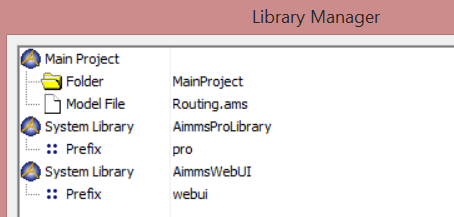 Library Manager
Main Project
Folder MainProject
Model File Routing.ams
System Library AimmsProLibrary
Prefix pro
System Library AimmsWebUI
Prefix webui